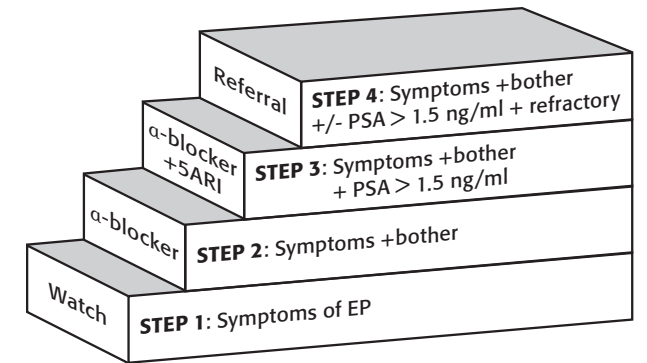 Referral
STEP 4: Symptoms +bother
+/- PSA > 1.5 ng/ml + refractory
α-blocker
+5ARI
STEP 3: Symptoms +bother
+ PSA > 1.5 ng/ml
α-blocker
STEP 2: Symptoms +bother
Watch
STEP 1: Symptoms of EP